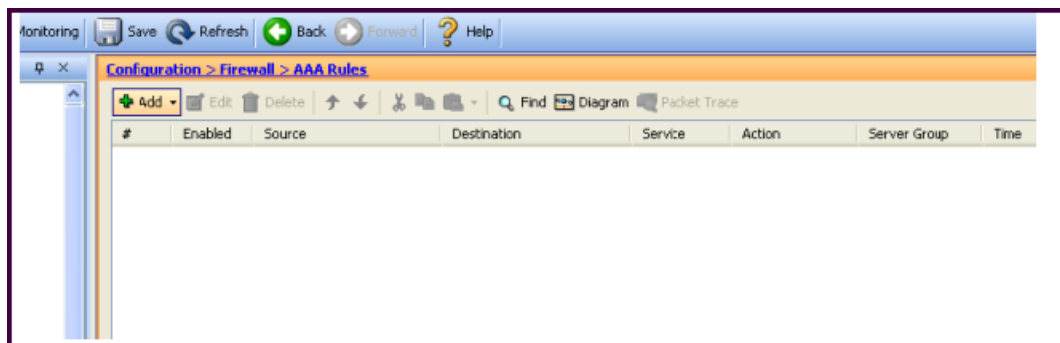 Monitoring Save Refresh Back Forward Help
Configuration > Firewall > AAA Rules
Add Edit Delete Find Diagram Packet Trace
# Enabled Source Destination Service Action Server Group Time